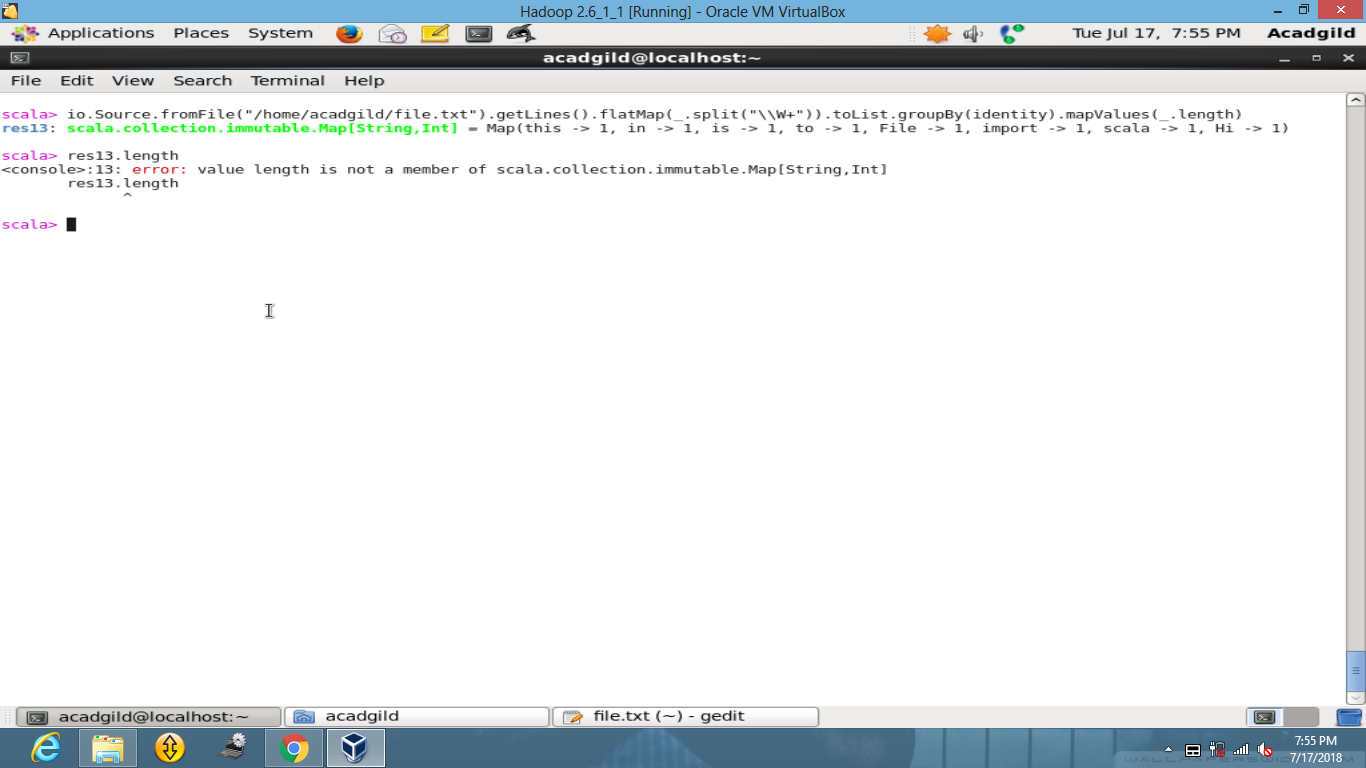 Hadoop 2.6_1_1 [Running] - Oracle VM VirtualBox
Applications Places System Tue Jul 17, 7:55 PM Acadgild
acadgild@localhost:~
File Edit View Search Terminal Help
scala> io.Source.fromFile("/home/acadgild/file.txt").getLines().flatMap(_.split("\\W+")).toList.groupBy(identity).mapValues(_.length)
res13: scala.collection.immutable.Map[String,Int] = Map(this -> 1, in -> 1, is -> 1, to -> 1, File -> 1, import -> 1, scala -> 1, Hi -> 1)
scala> res13.length
<console>:13: error: value length is not a member of scala.collection.immutable.Map[String,Int]
res13.length
^
scala>
acadgild@localhost:~ acadgild file.txt (~) - gedit
7:55 PM
7/17/2018